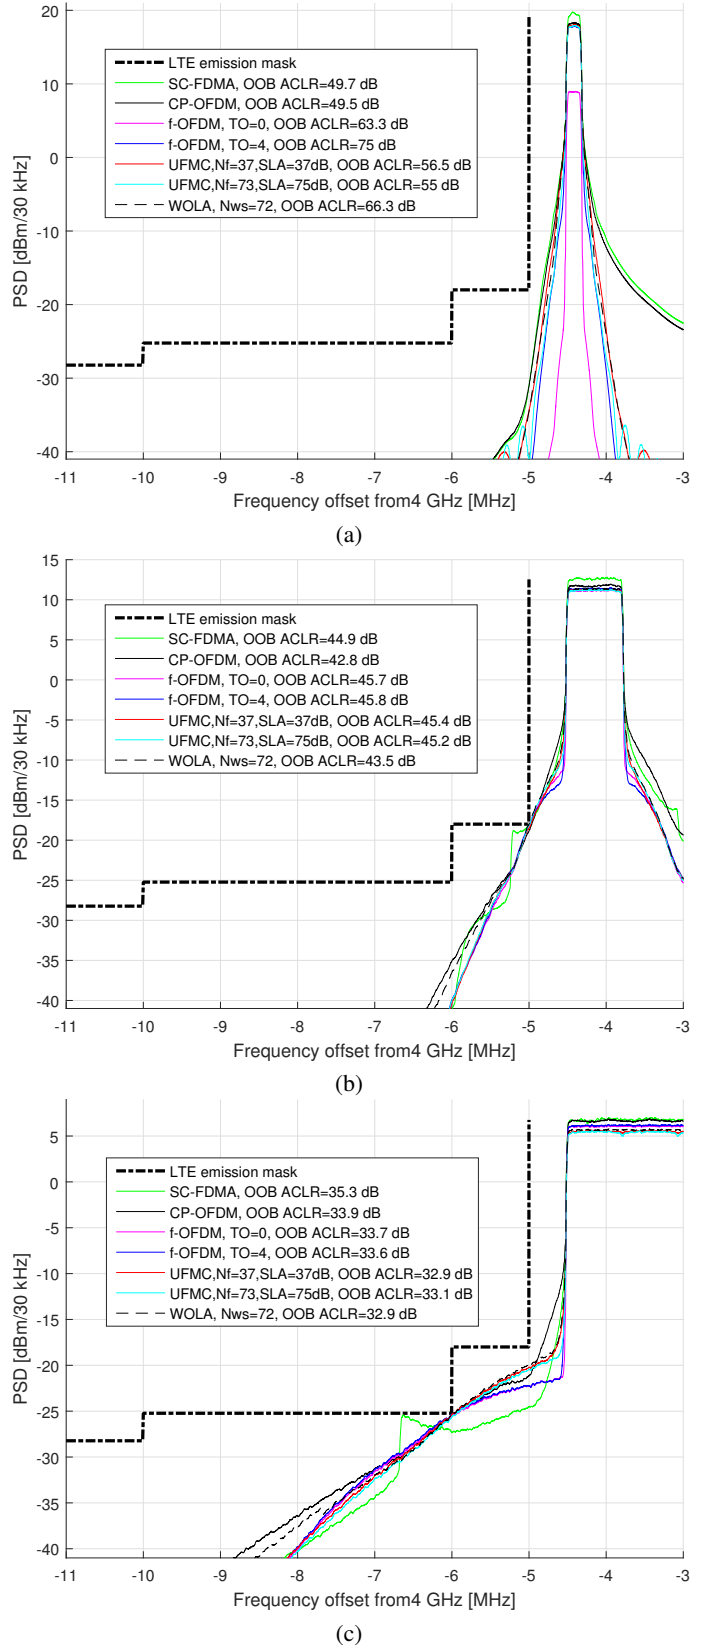 20
10
0
-10
-20
-30
-40
PSD [dBm/30 kHz]
LTE emission mask
SC-FDMA, OOB ACLR=49.7 dB
CP-OFDM, OOB ACLR=49.5 dB
f-OFDM, TO=0, OOB ACLR=63.3 dB
f-OFDM, TO=4, OOB ACLR=75 dB
UFMC,Nf=37,SLA=37dB, OOB ACLR=56.5 dB
UFMC,Nf=73,SLA=75dB, OOB ACLR=55 dB
WOLA, Nws=72, OOB ACLR=66.3 dB
-11 -10 -9 -8 -7 -6 -5 -4 -3
Frequency offset from4 GHz [MHz]
(a)
15
10
5
0
-5
-10
-15
-20
-25
-30
-35
-40
PSD [dBm/30 kHz]
LTE emission mask
SC-FDMA, OOB ACLR=44.9 dB
CP-OFDM, OOB ACLR=42.8 dB
f-OFDM, TO=0, OOB ACLR=45.7 dB
f-OFDM, TO=4, OOB ACLR=45.8 dB
UFMC,Nf=37,SLA=37dB, OOB ACLR=45.4 dB
UFMC,Nf=73,SLA=75dB, OOB ACLR=45.2 dB
WOLA, Nws=72, OOB ACLR=43.5 dB
-11 -10 -9 -8 -7 -6 -5 -4 -3
Frequency offset from4 GHz [MHz]
(b)
5
0
-5
-10
-15
-20
-25
-30
-35
-40
PSD [dBm/30 kHz]
LTE emission mask
SC-FDMA, OOB ACLR=35.3 dB
CP-OFDM, OOB ACLR=33.9 dB
f-OFDM, TO=0, OOB ACLR=33.7 dB
f-OFDM, TO=4, OOB ACLR=33.6 dB
UFMC,Nf=37,SLA=37dB, OOB ACLR=32.9 dB
UFMC,Nf=73,SLA=75dB, OOB ACLR=33.1 dB
WOLA, Nws=72, OOB ACLR=32.9 dB
-11 -10 -9 -8 -7 -6 -5 -4 -3
Frequency offset from4 GHz [MHz]
(c)